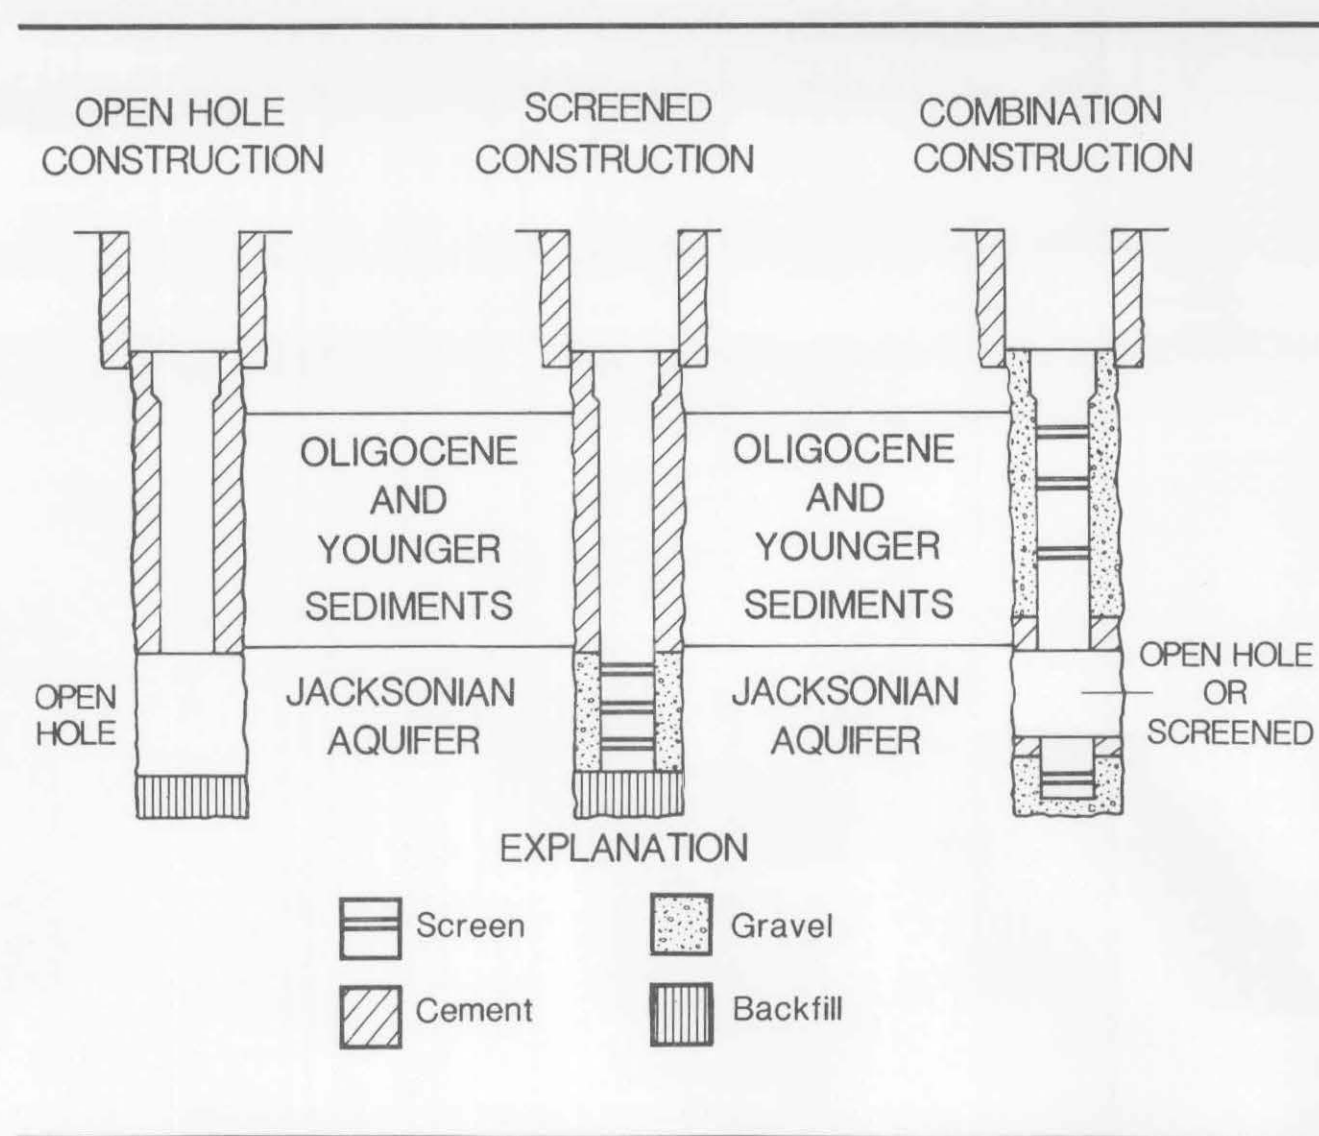 OPEN HOLE
CONSTRUCTION
SCREENED
CONSTRUCTION
COMBINATION
CONSTRUCTION
OLIGOCENE
AND
YOUNGER
SEDIMENTS
OLIGOCENE
AND
YOUNGER
SEDIMENTS
OPEN
HOLE
JACKSONIAN
AQUIFER
JACKSONIAN
AQUIFER
OPEN HOLE
OR
SCREENED
EXPLANATION
Screen
Gravel
Cement
Backfill